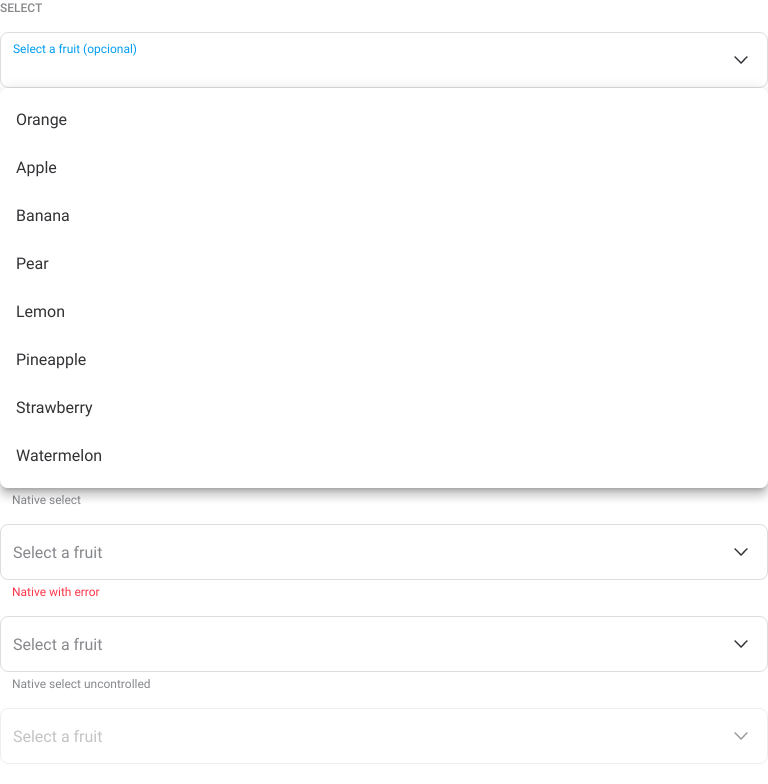 SELECT
Select a fruit (opcional)
Orange
Apple
Banana
Pear
Lemon
Pineapple
Strawberry
Watermelon
Native select
Select a fruit
Native with error
Select a fruit
Native select uncontrolled
Select a fruit